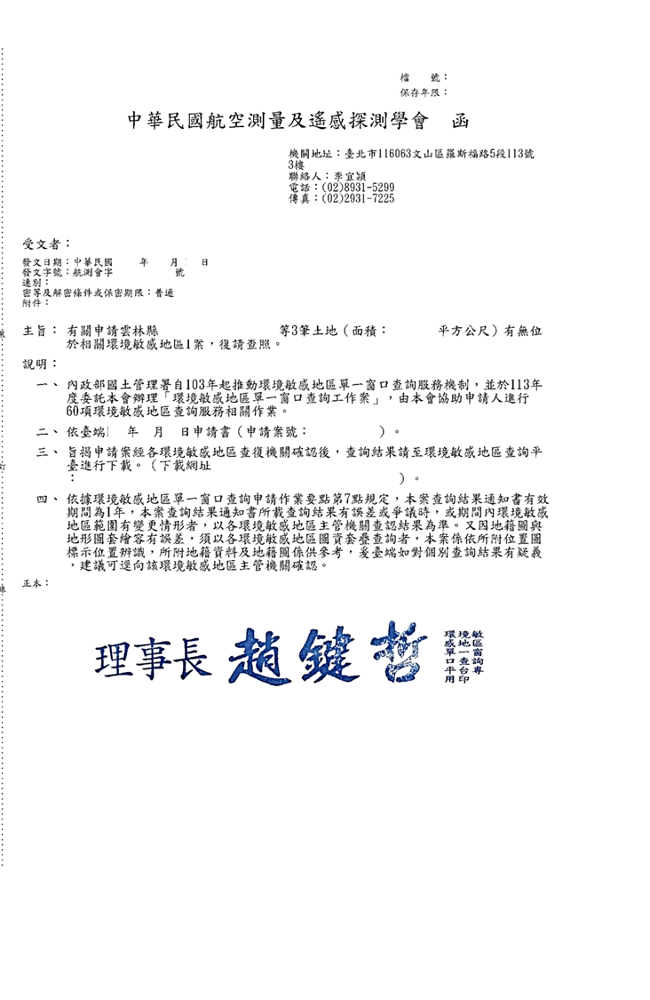 檔　　號：
保存年限：
中華民國航空測量及遙感探測學會　函
機關地址：臺北市116063文山區羅斯福路5段113號
3樓
聯絡人：李宜穎
電話：(02)8931-5299
傳真：(02)2931-7225
受文者：
發文日期：中華民國　　年　　月　　日
發文字號：航測會字　　　　　　號
速別：
密等及解密條件或保密期限：普通
附件：
主旨：有關申請雲林縣　　　　　　　　　等3筆土地（面積：　　　　平方公尺）有無位
於相關環境敏感地區1案，復請查照。
說明：
一、內政部國土管理署自103年起推動環境敏感地區單一窗口查詢服務機制，並於113年
度委託本會辦理「環境敏感地區單一窗口查詢工作案」，由本會協助申請人進行
60項環境敏感地區查詢服務相關作業。
二、依臺端　　年　　月　　日申請書（申請案號：　　　　　　）。
三、旨揭申請案經各環境敏感地區查復機關確認後，查詢結果請至環境敏感地區查詢平
臺進行下載。（下載網址
：　　　　　　　　　　　　　　　　　　　　　　　　）。
四、依據環境敏感地區單一窗口查詢申請作業要點第7點規定，本案查詢結果通知書有效
期間為1年，本案查詢結果通知書所載查詢結果有誤差或爭議時，或期間內環境敏感
地區範圍有變更情形者，以各環境敏感地區主管機關查認結果為準。又因地籍圖與
地形圖套繪容有誤差，須以各環境敏感地區圖資套疊查詢者，本案係依所附位置圖
標示位置辨識，所附地籍資料及地籍圖係供參考，爰臺端如對個別查詢結果有疑義
，建議可逕向該環境敏感地區主管機關確認。
正本：
理事長 趙鍵哲
環境敏
感地區
單一窗
口查詢
平台專
用印